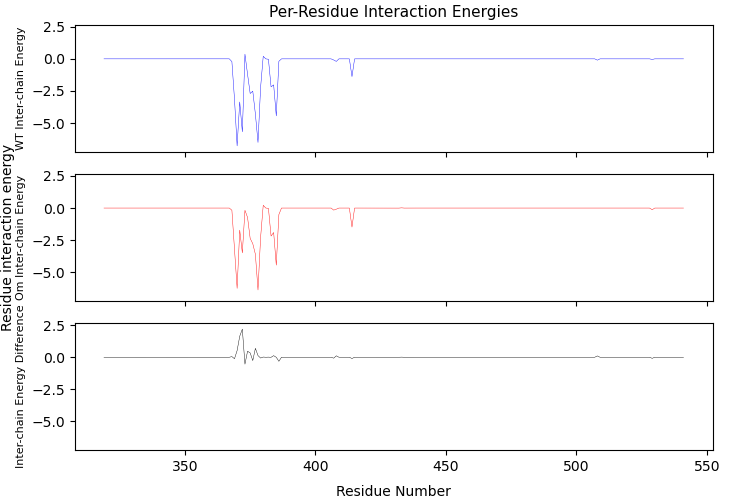 Per-Residue Interaction Energies
WT Inter-chain Energy
2.5
0.0
−2.5
−5.0
Residue interaction energy
Om Inter-chain Energy
2.5
0.0
−2.5
−5.0
Inter-chain Energy Difference
2.5
0.0
−2.5
−5.0
350
400
450
500
550
Residue Number